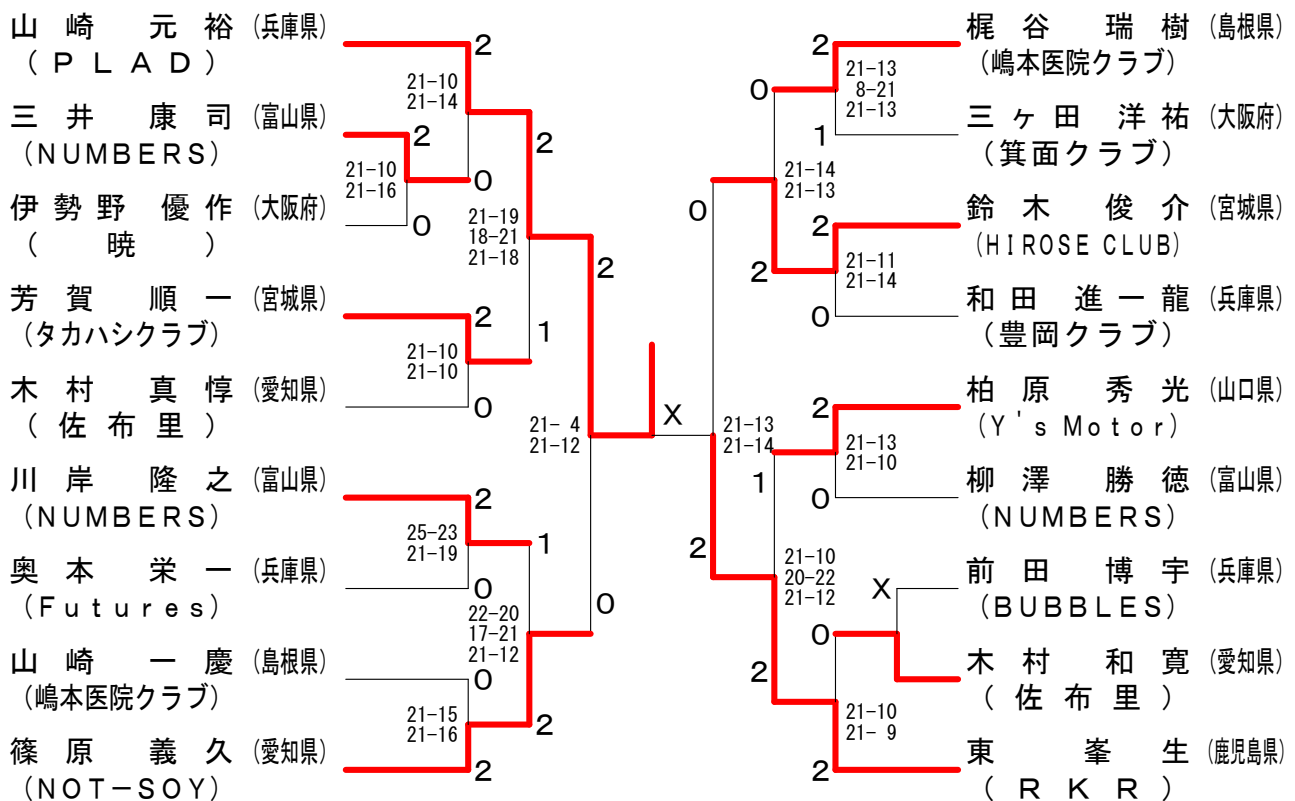 山崎 元裕 (兵庫県)
(PLAD)
三井 康司 (富山県)
(NUMBERS)
伊勢野 優作 (大阪府)
(暁)
芳賀 順一 (宮城県)
(タカハシクラブ)
木村 真惇 (愛知県)
(佐布里)
川岸 隆之 (富山県)
(NUMBERS)
奥本 栄一 (兵庫県)
(Futures)
山崎 一慶 (島根県)
(嶋本医院クラブ)
篠原 義久 (愛知県)
(NOT-SOY)
2
21-10
21-14
2
21-10
21-16
0
0
2
21-19
18-21
21-18
2
21-10
21-10
0
1
2
21- 4
21-12
2
25-23
21-19
0
1
22-20
17-21
21-12
0
0
21-15
21-16
2
2
X
梶谷 瑞樹 (島根県)
(嶋本医院クラブ)
三ヶ田 洋祐 (大阪府)
(箕面クラブ)
鈴木 俊介 (宮城県)
(HIROSE CLUB)
和田 進一龍 (兵庫県)
(豊岡クラブ)
柏原 秀光 (山口県)
(Y's Motor)
柳澤 勝徳 (富山県)
(NUMBERS)
前田 博宇 (兵庫県)
(BUBBLES)
木村 和寛 (愛知県)
(佐布里)
東 峯生 (鹿児島県)
(RKR)
2
21-13
8-21
21-13
0
1
21-14
21-13
0
2
21-11
21-14
2
0
21-13
21-14
2
21-13
21-10
1
0
2
21-10
20-22
21-12
X
0
2
21-10
21- 9
2